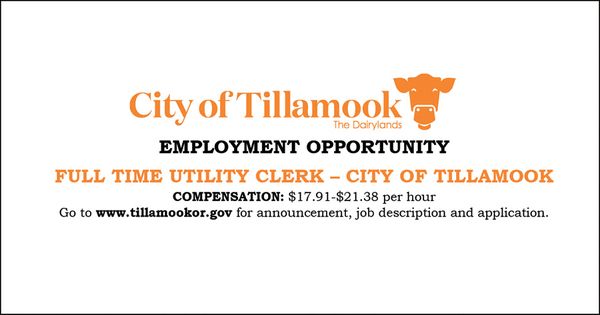 City of Tillamook
The Dairylands
EMPLOYMENT OPPORTUNITY
FULL TIME UTILITY CLERK – CITY OF TILLAMOOK
COMPENSATION: $17.91-$21.38 per hour
Go to www.tillamookor.gov for announcement, job description and application.